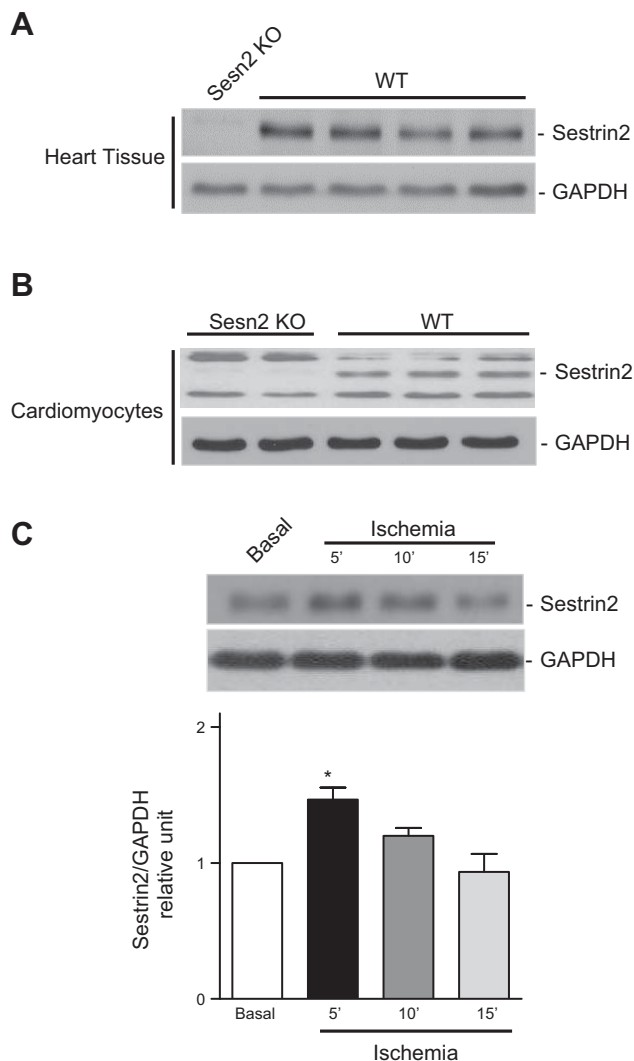 A
Sesn2 KO
WT
Heart Tissue
- Sestrin2
- GAPDH
B
Sesn2 KO
WT
Cardiomyocytes
- Sestrin2
- GAPDH
C
Basal
Ischemia
5’ 10’ 15’
- Sestrin2
- GAPDH
Sestrin2/GAPDH
relative unit
2
*
1
0
Basal 5’ 10’ 15’
Ischemia